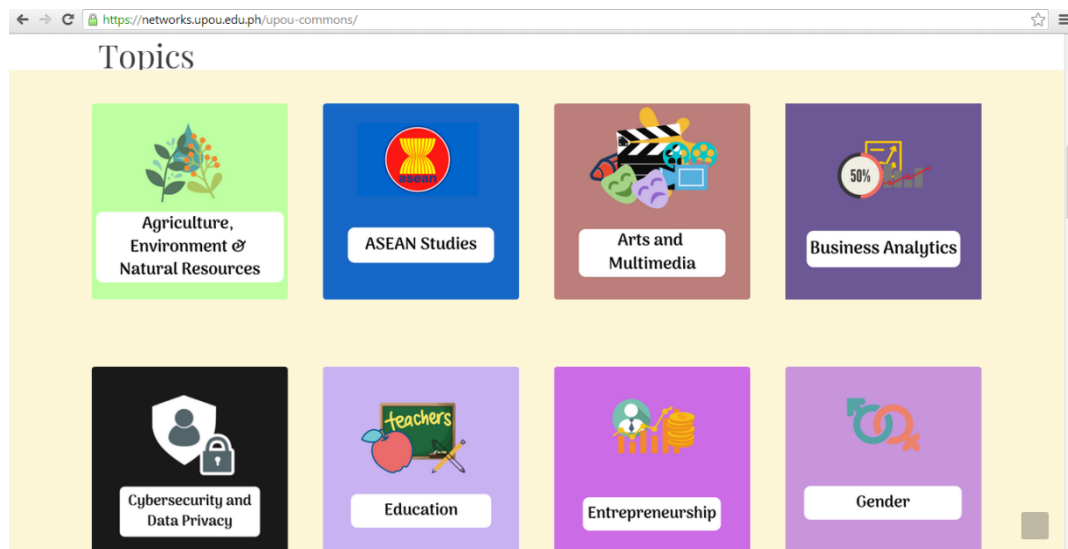 https://networks.upou.edu.ph/upou-commons/
Topics
Agriculture,
Environment &
Natural Resources
asean
ASEAN Studies
Arts and
Multimedia
50%
Business Analytics
Cybersecurity and
Data Privacy
teachers
Education
Entrepreneurship
Gender